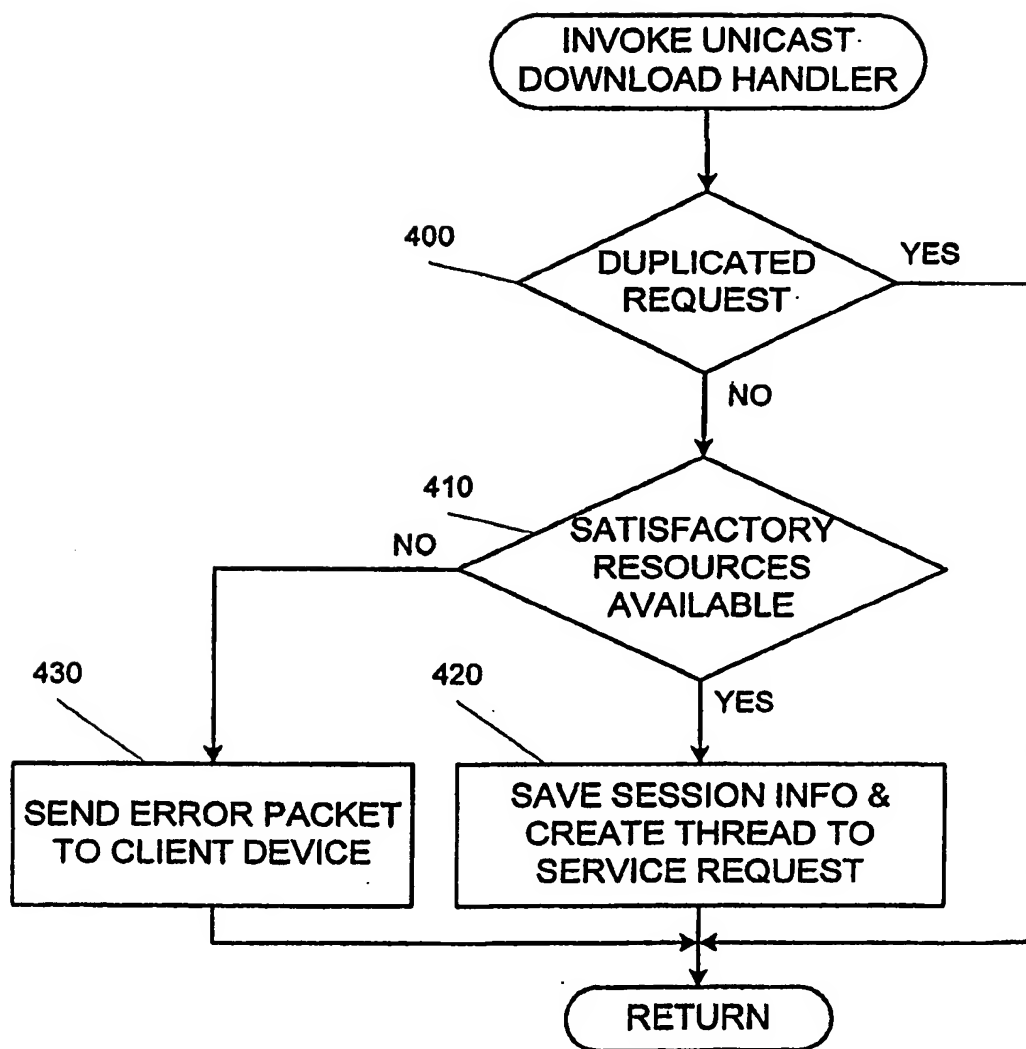 INVOKE UNICAST
DOWNLOAD HANDLER
400
DUPLICATED
REQUEST
YES
NO
410
SATISFACTORY
RESOURCES
AVAILABLE
NO
YES
430
420
SEND ERROR PACKET
TO CLIENT DEVICE
SAVE SESSION INFO &
CREATE THREAD TO
SERVICE REQUEST
RETURN